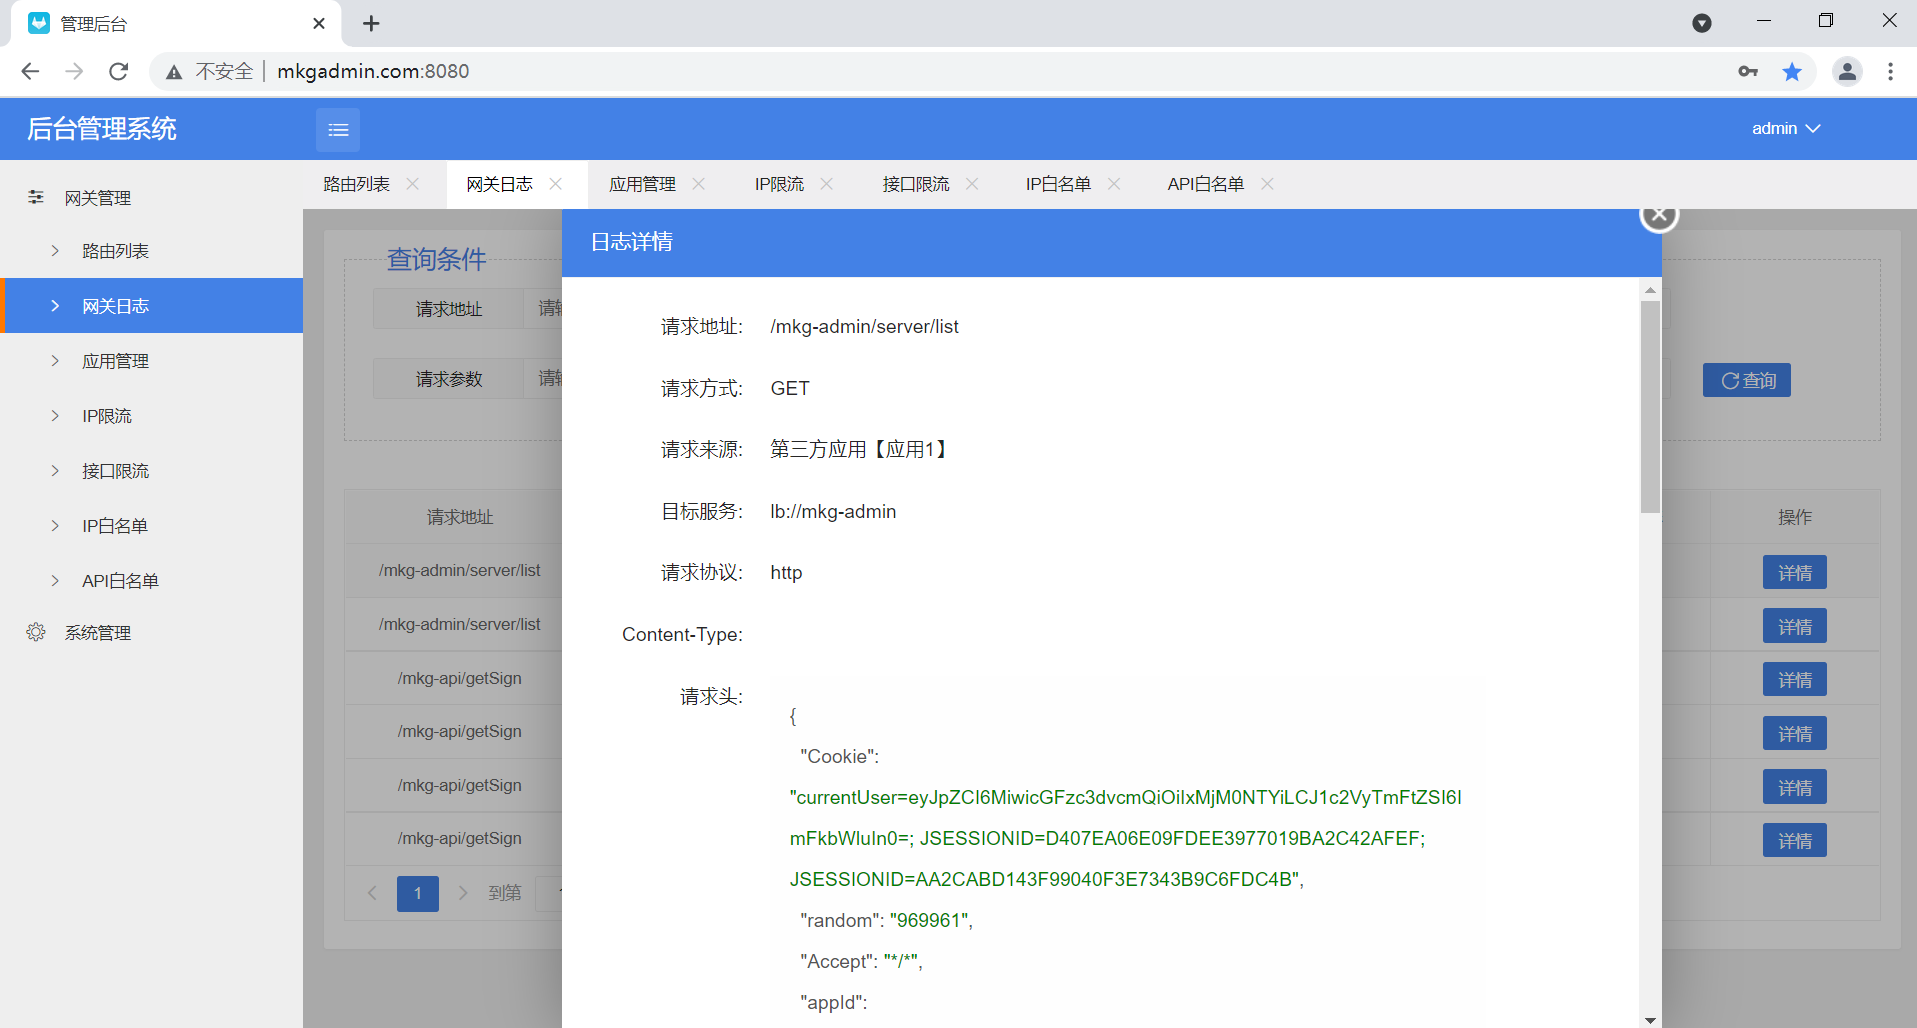 管理后台
不安全
mkgadmin.com:8080
后台管理系统
admin
网关管理
路由列表
网关日志
应用管理
IP限流
接口限流
IP白名单
API白名单
系统管理
路由列表
网关日志
应用管理
IP限流
接口限流
IP白名单
API白名单
查询条件
请求地址
请求参数
查询
请求地址
操作
/mkg-admin/server/list
详情
/mkg-admin/server/list
详情
/mkg-api/getSign
详情
/mkg-api/getSign
详情
/mkg-api/getSign
详情
/mkg-api/getSign
详情
1
到第
日志详情
请求地址: /mkg-admin/server/list
请求方式: GET
请求来源: 第三方应用【应用1】
目标服务: lb://mkg-admin
请求协议: http
Content-Type:
请求头:
{
"Cookie":
"currentUser=eyJpZCI6MiwicGFzc3dvcmQiOiIxMjM0NTYiLCJ1c2VyTmFtZSI6I
mFkbWluIn0=; JSESSIONID=D407EA06E09FDEE3977019BA2C42AFEF;
JSESSIONID=AA2CABD143F99040F3E7343B9C6FDC4B",
"random": "969961",
"Accept": "*/*",
"appId":